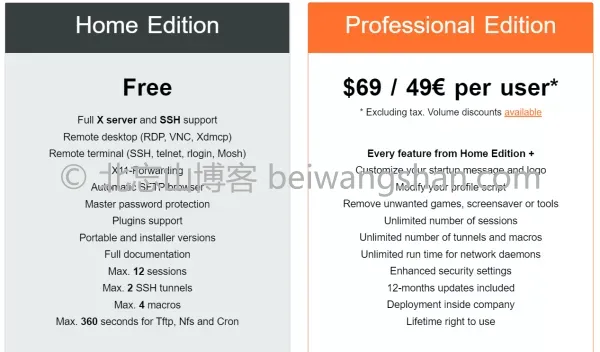 Home Edition
Free
Full X server and SSH support
Remote desktop (RDP, VNC, Xdmcp)
Remote terminal (SSH, telnet, rlogin, Mosh)
X11-Forwarding
Automatic SFTP browser
Master password protection
Plugins support
Portable and installer versions
Full documentation
Max. 12 sessions
Max. 2 SSH tunnels
Max. 4 macros
Max. 360 seconds for Tftp, Nfs and Cron
Professional Edition
$69 / 49€ per user*
* Excluding tax. Volume discounts available
Every feature from Home Edition +
Customize your startup message and logo
Modify your profile script
Remove unwanted games, screensaver or tools
Unlimited number of sessions
Unlimited number of tunnels and macros
Unlimited run time for network daemons
Enhanced security settings
12-months updates included
Deployment inside company
Lifetime right to use
© 北忘山博客 beiwangshan.com